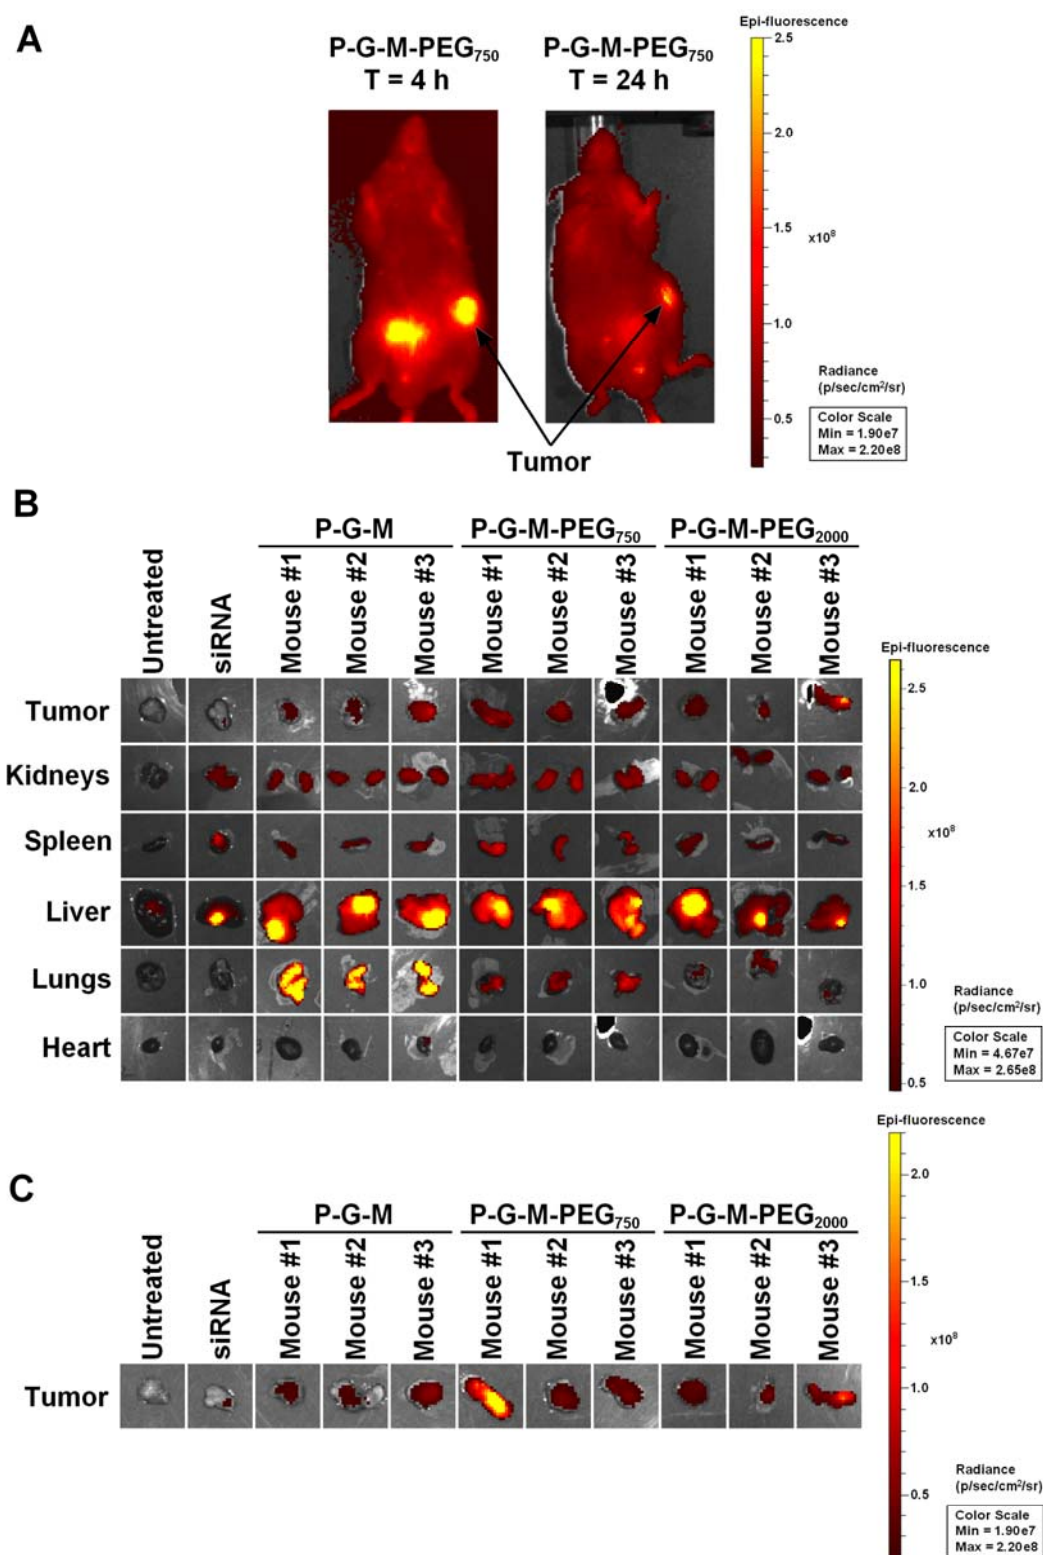 A
P-G-M-PEG750
T = 4 h
P-G-M-PEG750
T = 24 h
Epi-fluorescence
2.5
2.0
1.5
x10⁸
1.0
0.5
Radiance
(p/sec/cm²/sr)
Color Scale
Min = 1.90e7
Max = 2.20e8
Tumor
B
P-G-M
P-G-M-PEG750
P-G-M-PEG2000
Untreated
siRNA
Mouse #1
Mouse #2
Mouse #3
Mouse #1
Mouse #2
Mouse #3
Mouse #1
Mouse #2
Mouse #3
Tumor
Kidneys
Spleen
Liver
Lungs
Heart
Epi-fluorescence
2.5
2.0
x10⁸
1.5
1.0
0.5
Radiance
(p/sec/cm²/sr)
Color Scale
Min = 4.67e7
Max = 2.65e8
C
P-G-M
P-G-M-PEG750
P-G-M-PEG2000
Untreated
siRNA
Mouse #1
Mouse #2
Mouse #3
Mouse #1
Mouse #2
Mouse #3
Mouse #1
Mouse #2
Mouse #3
Tumor
Epi-fluorescence
2.0
1.5
x10⁸
1.0
0.5
Radiance
(p/sec/cm²/sr)
Color Scale
Min = 1.90e7
Max = 2.20e8